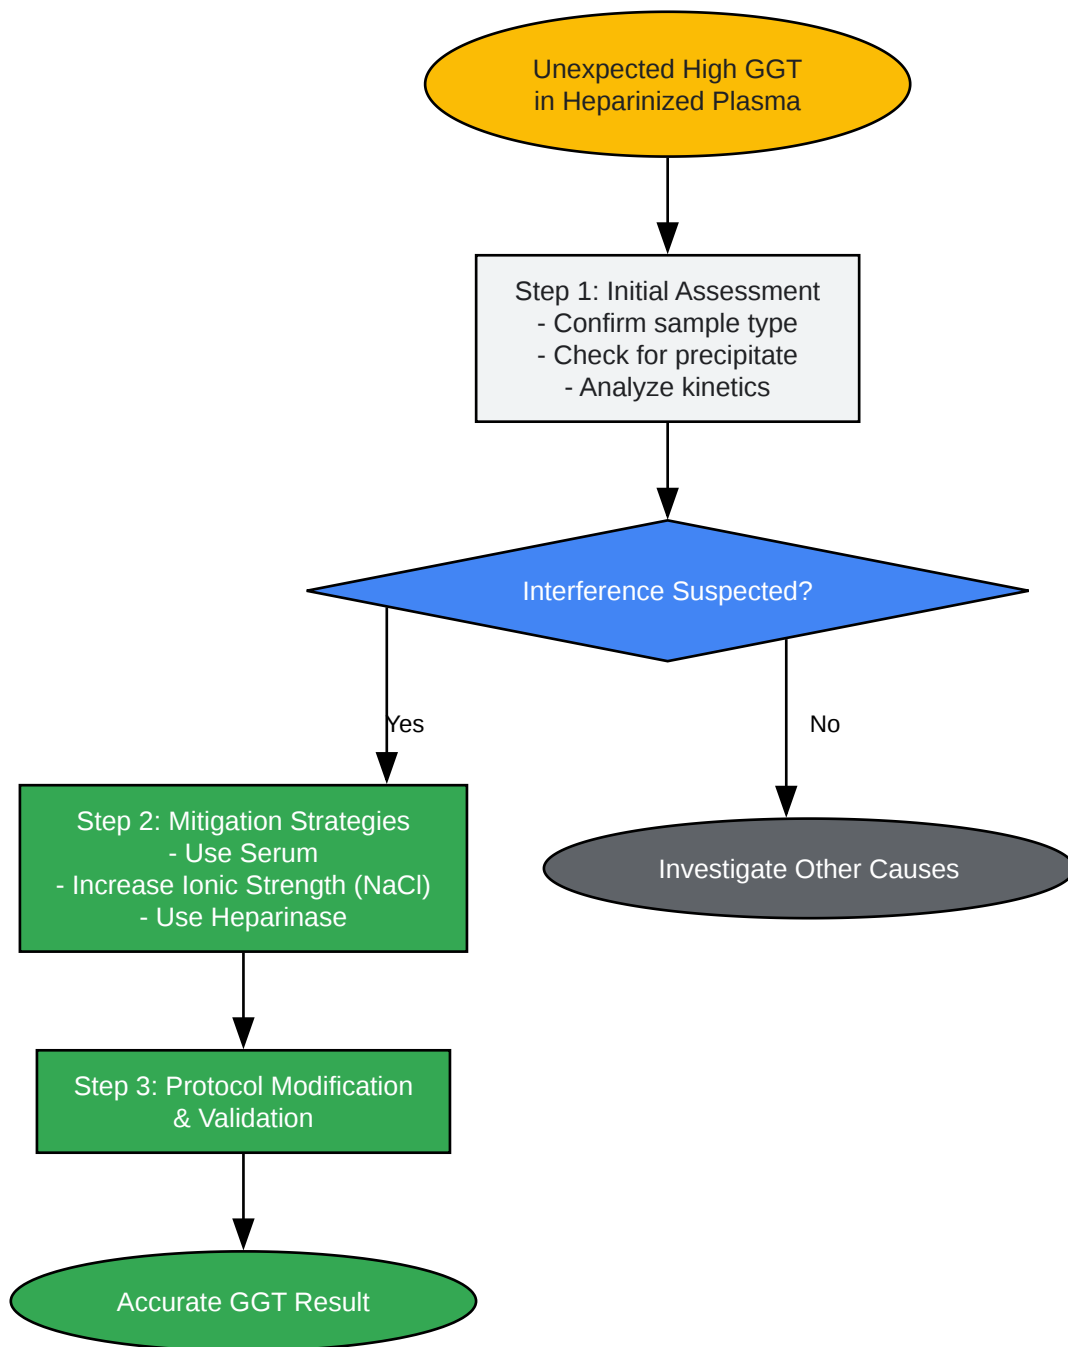 Unexpected High GGT
in Heparinized Plasma
Step 1: Initial Assessment
- Confirm sample type
- Check for precipitate
- Analyze kinetics
Interference Suspected?
Yes
No
Step 2: Mitigation Strategies
- Use Serum
- Increase Ionic Strength (NaCl)
- Use Heparinase
Investigate Other Causes
Step 3: Protocol Modification
& Validation
Accurate GGT Result